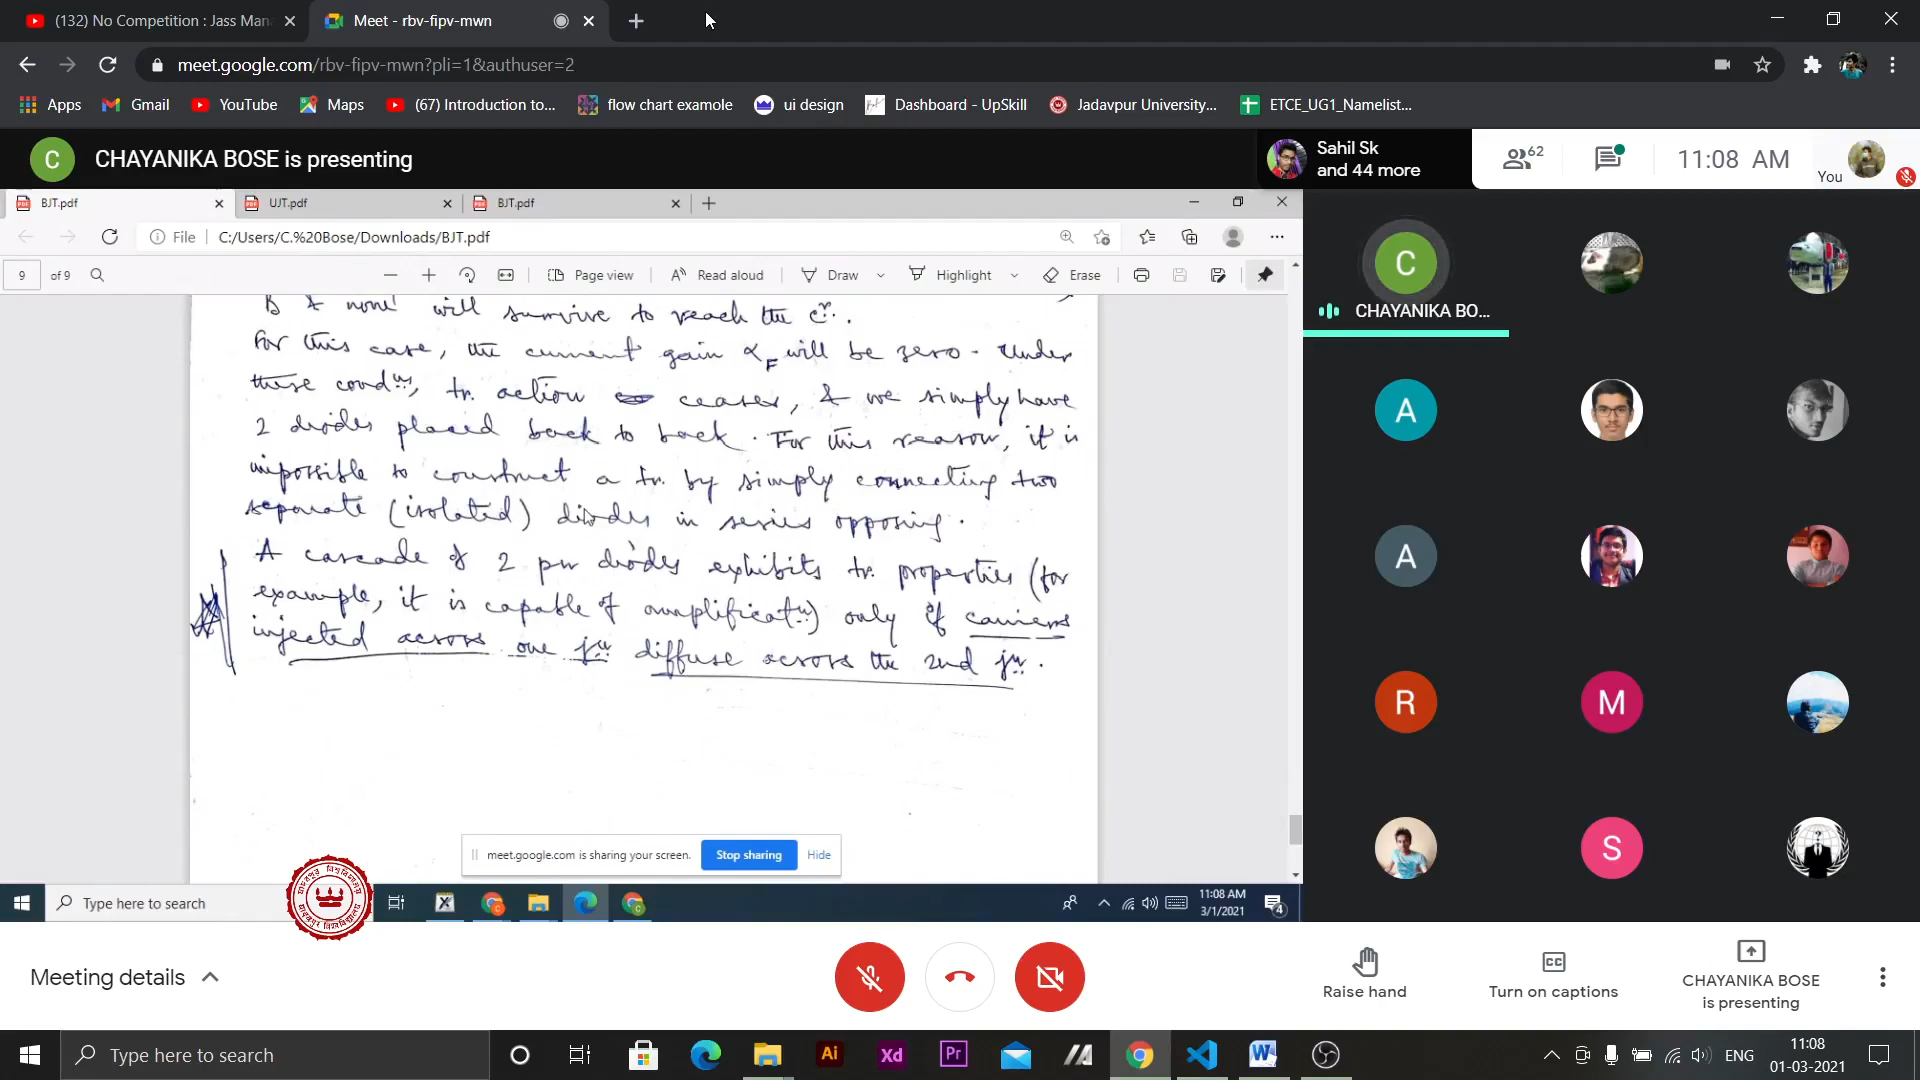 (132) No Competition : Jass Man
Meet - rbv-fipv-mwn
meet.google.com/rbv-fipv-mwn?pli=1&authuser=2
Apps
Gmail
YouTube
Maps
(67) Introduction to...
flow chart examole
ui design
Dashboard - UpSkill
Jadavpur University...
ETCE_UG1_Namelist...
C
CHAYANIKA BOSE is presenting
Sahil Sk
and 44 more
62
11:08 AM
You
BJT.pdf
UJT.pdf
BJT.pdf
File
C:/Users/C.%20Bose/Downloads/BJT.pdf
9 of 9
Page view
Read aloud
Draw
Highlight
Erase
B & none will survive to reach the cr.
For this case, the current gain αF will be zero. Under
these condns, tr. action ceases, & we simply have
2 diodes placed back to back. For this reason, it is
impossible to construct a tr. by simply connecting two
separate (isolated) diodes in series opposing.
A cascade of 2 pn diodes exhibits tr. properties (for
example, it is capable of amplificatn) only if carriers
injected across one jn diffuse across the 2nd jn.
meet.google.com is sharing your screen.
Stop sharing
Hide
Type here to search
11:08 AM
3/1/2021
4
C
CHAYANIKA BO...
A
A
R
M
S
Meeting details
Raise hand
Turn on captions
CHAYANIKA BOSE
is presenting
Type here to search
Ai
Xd
Pr
ENG
11:08
01-03-2021